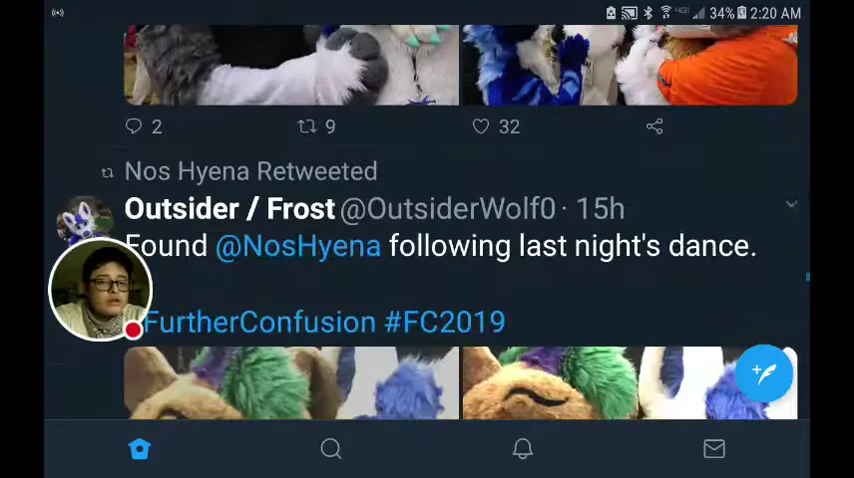 34% 2:20 AM
2 9 32
Nos Hyena Retweeted
Outsider / Frost @OutsiderWolf0 · 15h
Found @NosHyena following last night's dance.
FurtherConfusion #FC2019